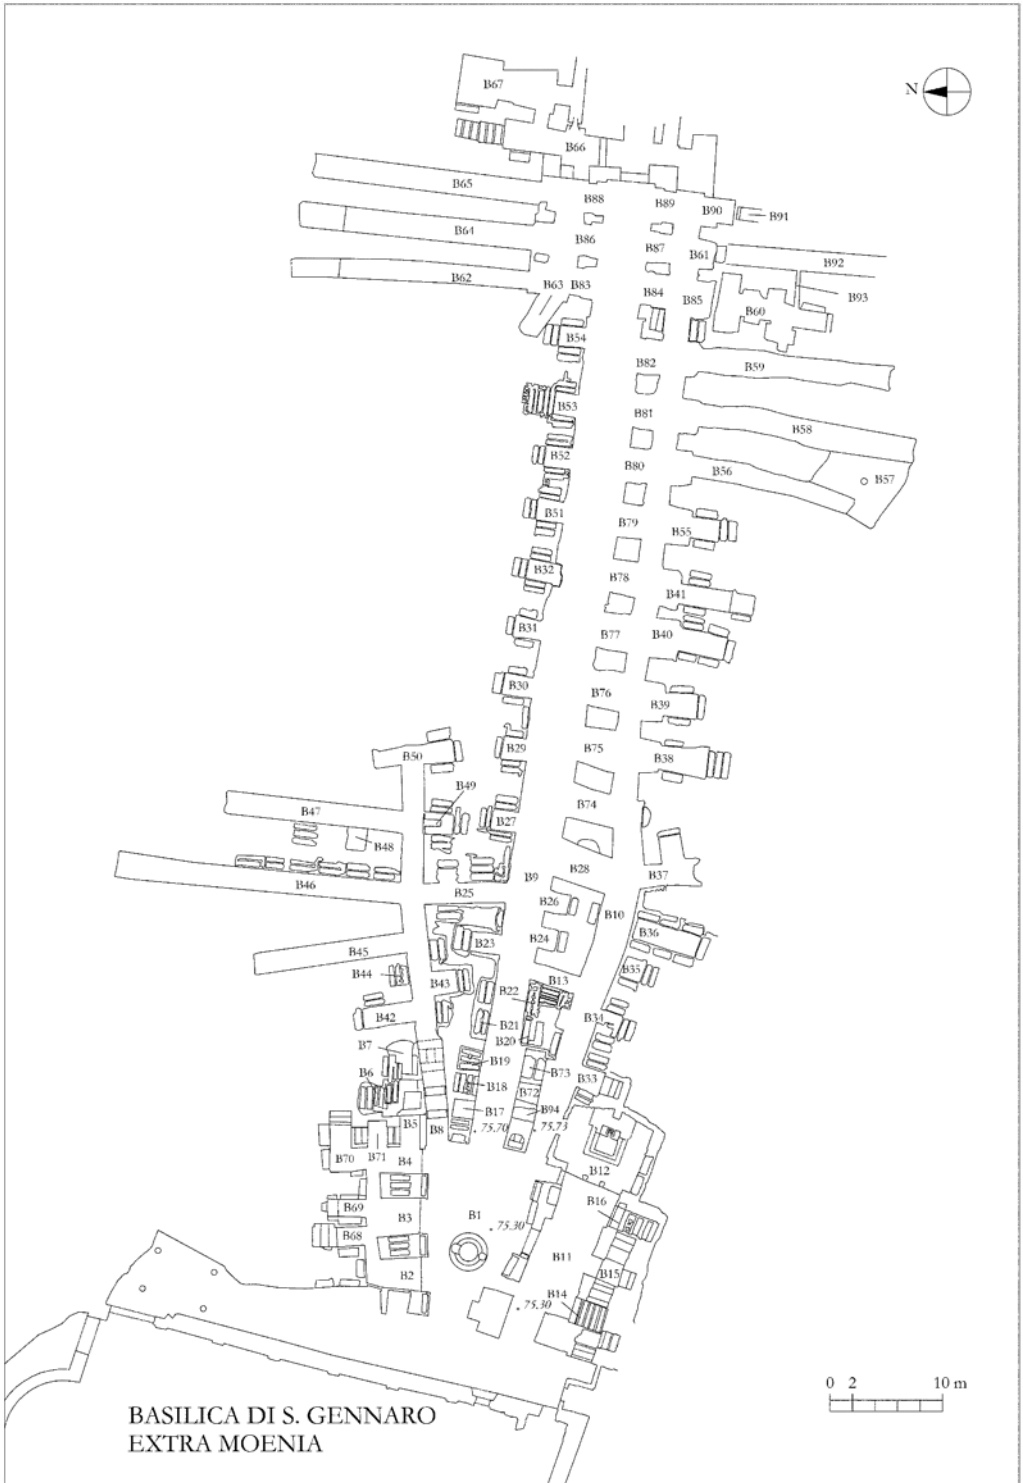 B67
N
B66
B65
B88
B89
B90
B91
B64
B86
B87
B61
B92
B62
B63
B83
B84
B85
B93
B60
B54
B82
B59
B53
B81
B58
B52
B80
B56
B57
B51
B79
B55
B32
B78
B41
B31
B77
B40
B30
B76
B39
B50
B29
B75
B38
B49
B47
B74
B27
B48
B28
B37
B9
B46
B25
B26
B10
B36
B24
B23
B45
B44
B43
B13
B35
B22
B42
B21
B34
B20
B7
B19
B73
B6
B18
B33
B72
B17
B94
B5
B8
75.70
75.73
B70
B71
B4
B12
B69
B3
B1
75.30
B16
B68
B11
B2
B15
B14
75.30
0 2 10 m
BASILICA DI S. GENNARO
EXTRA MOENIA